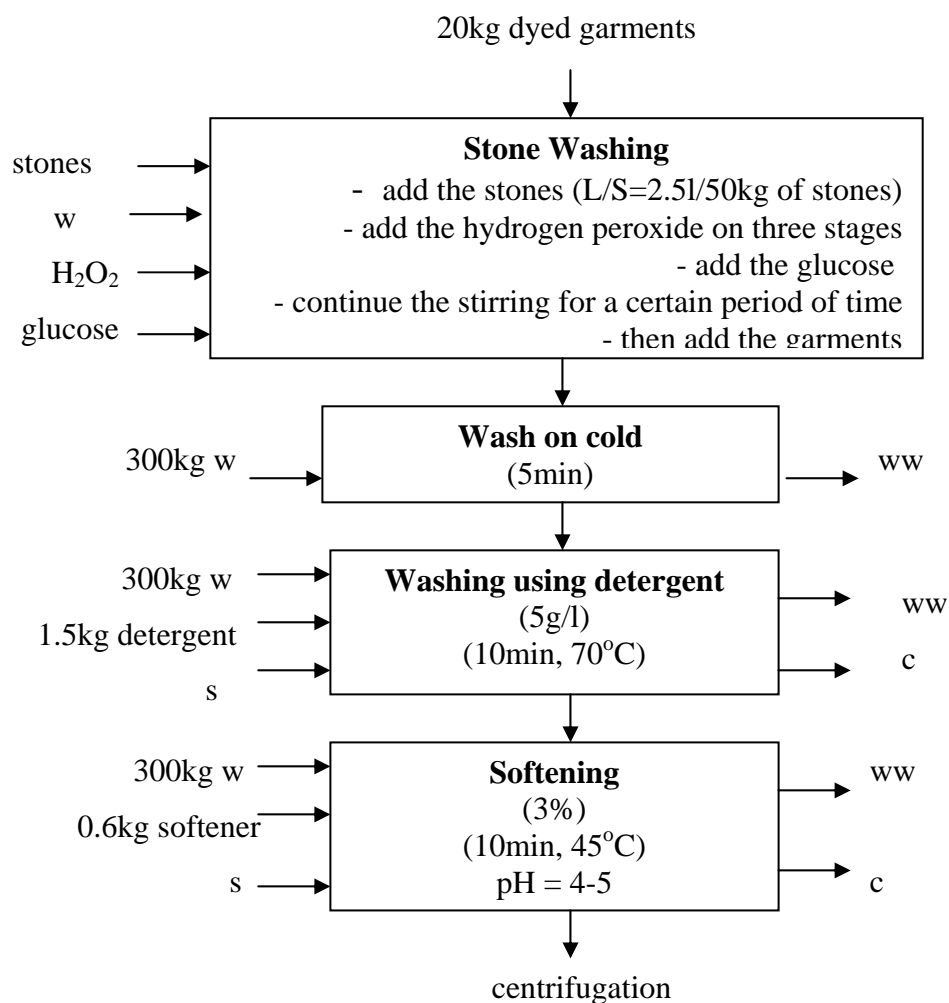 20kg dyed garments
Stone Washing
- add the stones (L/S=2.5l/50kg of stones)
- add the hydrogen peroxide on three stages
- add the glucose
- continue the stirring for a certain period of time
- then add the garments
stones
w
H₂O₂
glucose
Wash on cold
(5min)
300kg w
ww
Washing using detergent
(5g/l)
(10min, 70°C)
300kg w
1.5kg detergent
s
ww
c
Softening
(3%)
(10min, 45°C)
pH = 4-5
300kg w
0.6kg softener
s
ww
c
centrifugation